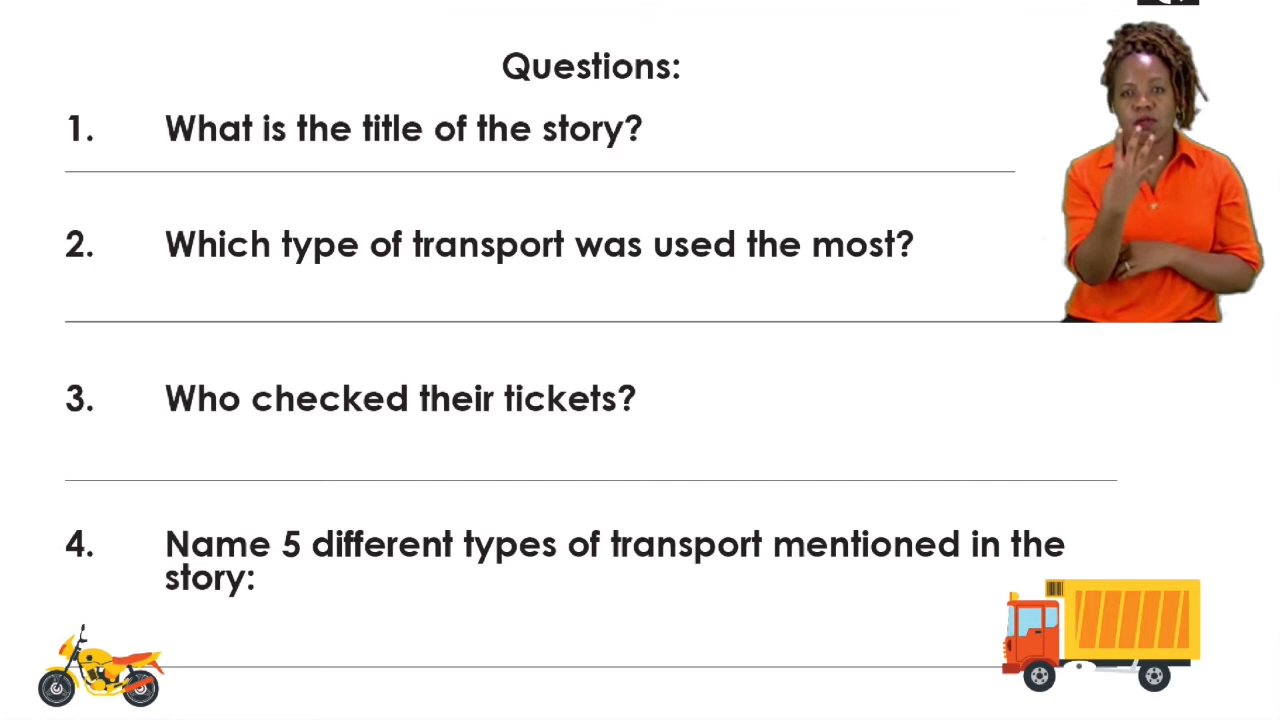 Questions:
1. What is the title of the story?
2. Which type of transport was used the most?
3. Who checked their tickets?
4. Name 5 different types of transport mentioned in the
story: